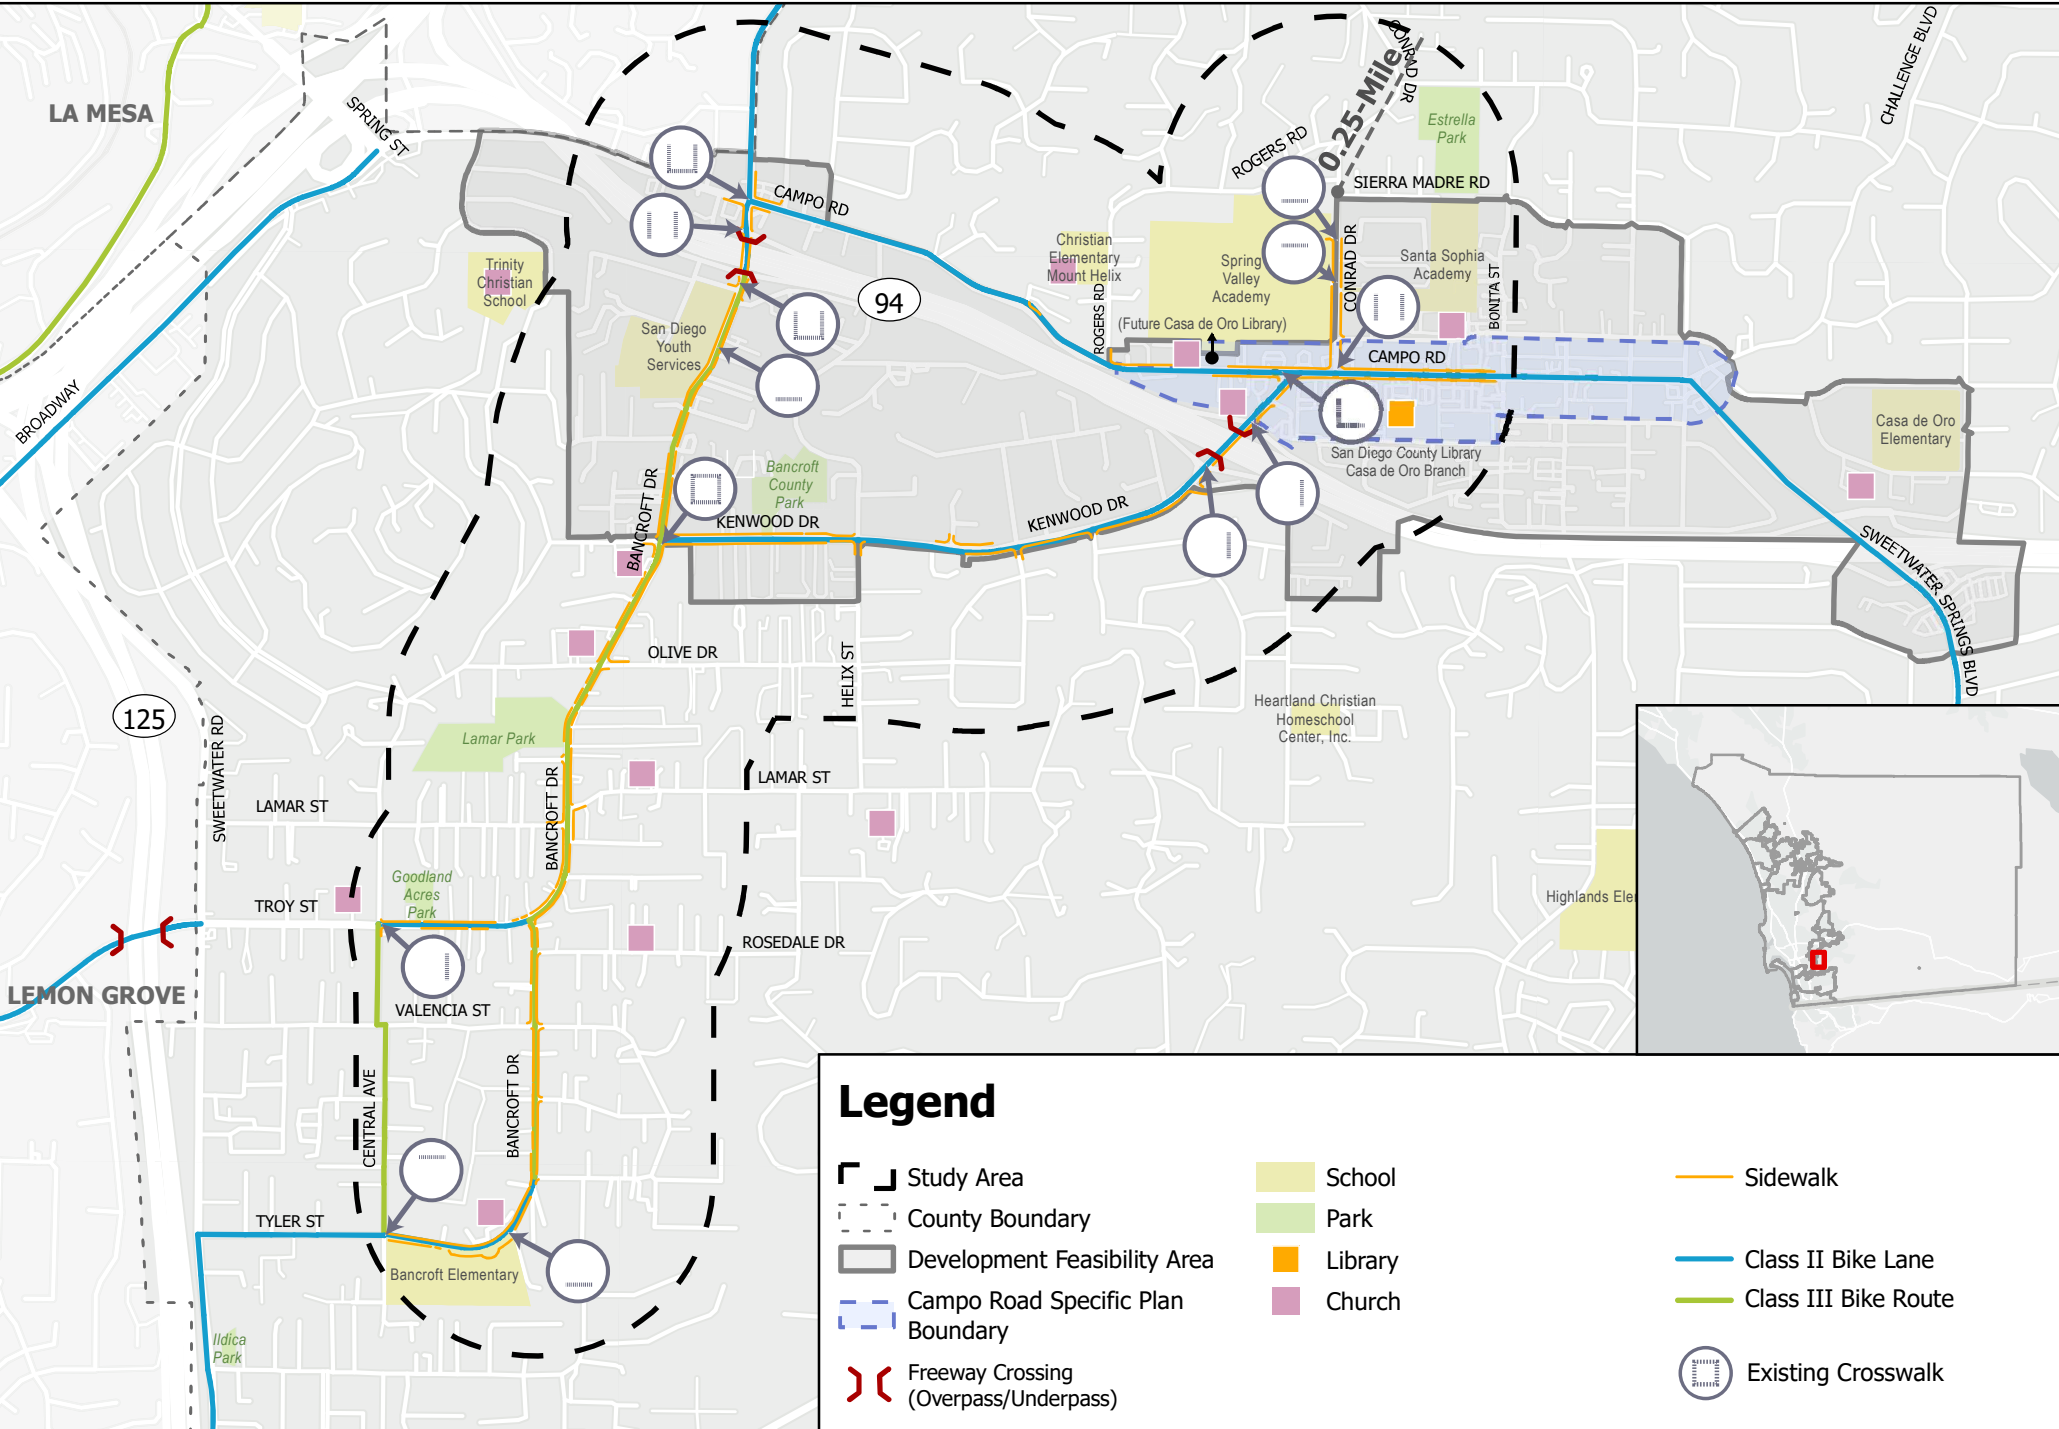 CONRAD DR
CHALLENGE BLVD
0.25-Mile
LA MESA
SPRING ST
Estrella
Park
ROGERS RD
SIERRA MADRE RD
CAMPO RD
Christian
Elementary
Mount Helix
Spring
Valley
Academy
CONRAD DR
Santa Sophia
Academy
Trinity
Christian
School
BONITA ST
ROGERS RD
94
San Diego
Youth
Services
(Future Casa de Oro Library)
CAMPO RD
BROADWAY
Casa de Oro
Elementary
San Diego County Library
Casa de Oro Branch
Bancroft
County
Park
BANCROFT DR
KENWOOD DR
KENWOOD DR
SWEETWATER SPRINGS BLVD
OLIVE DR
HELIX ST
Heartland Christian
Homeschool
Center, Inc.
125
SWEETWATER RD
Lamar Park
BANCROFT DR
LAMAR ST
LAMAR ST
Goodland
Acres
Park
TROY ST
Highlands Eler
ROSEDALE DR
LEMON GROVE
VALENCIA ST
CENTRAL AVE
BANCROFT DR
TYLER ST
Bancroft Elementary
Ildica
Park
Legend
Study Area
County Boundary
Development Feasibility Area
Campo Road Specific Plan
Boundary
Freeway Crossing
(Overpass/Underpass)
School
Park
Library
Church
Sidewalk
Class II Bike Lane
Class III Bike Route
Existing Crosswalk